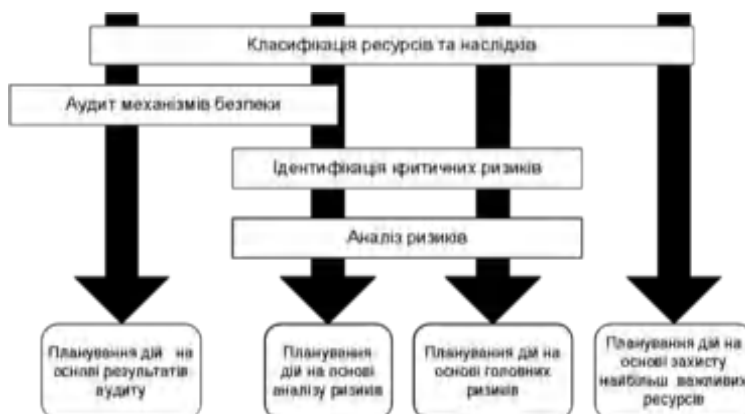 Класифікація ресурсів та наслідків
Аудит механізмів безпеки
Ідентифікація критичних ризиків
Аналіз ризиків
Планування дій на
основі результатів
аудиту
Планування
дій на основі
аналізу ризиків
Планування дій на
основі головних
ризиків
Планування дій на
основі захисту
найбільш важливих
ресурсів